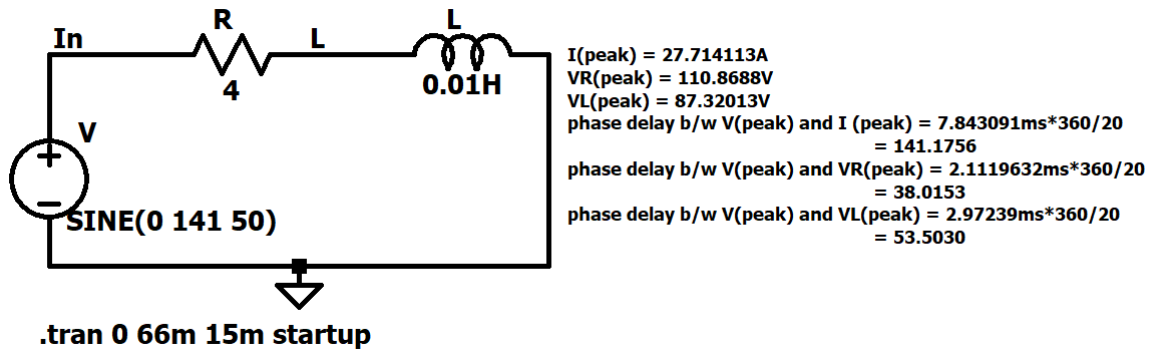 In
R
L
L
4
0.01H
V
SINE(0 141 50)
.tran 0 66m 15m startup
I(peak) = 27.714113A
VR(peak) = 110.8688V
VL(peak) = 87.32013V
phase delay b/w V(peak) and I (peak) = 7.843091ms*360/20
= 141.1756
phase delay b/w V(peak) and VR(peak) = 2.1119632ms*360/20
= 38.0153
phase delay b/w V(peak) and VL(peak) = 2.97239ms*360/20
= 53.5030